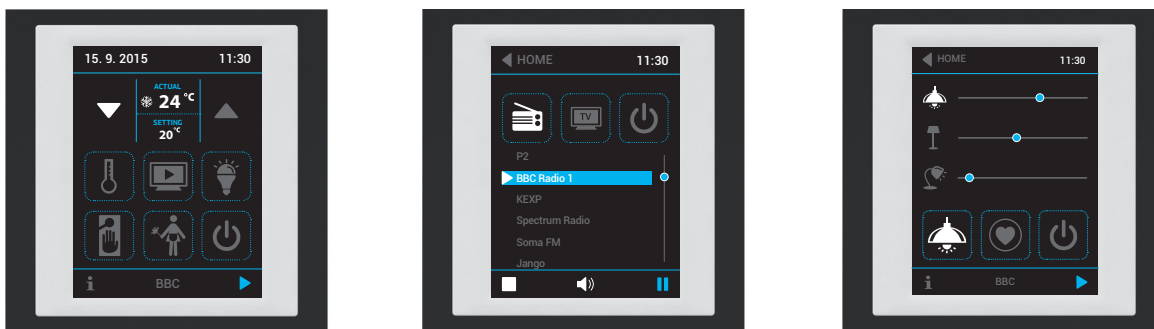 15. 9. 2015 11:30
ACTUAL
24 °C
SETTING
20 °C
i BBC
HOME 11:30
TV
P2
BBC Radio 1
KEXP
Spectrum Radio
Soma FM
Jango
HOME 11:30
i BBC